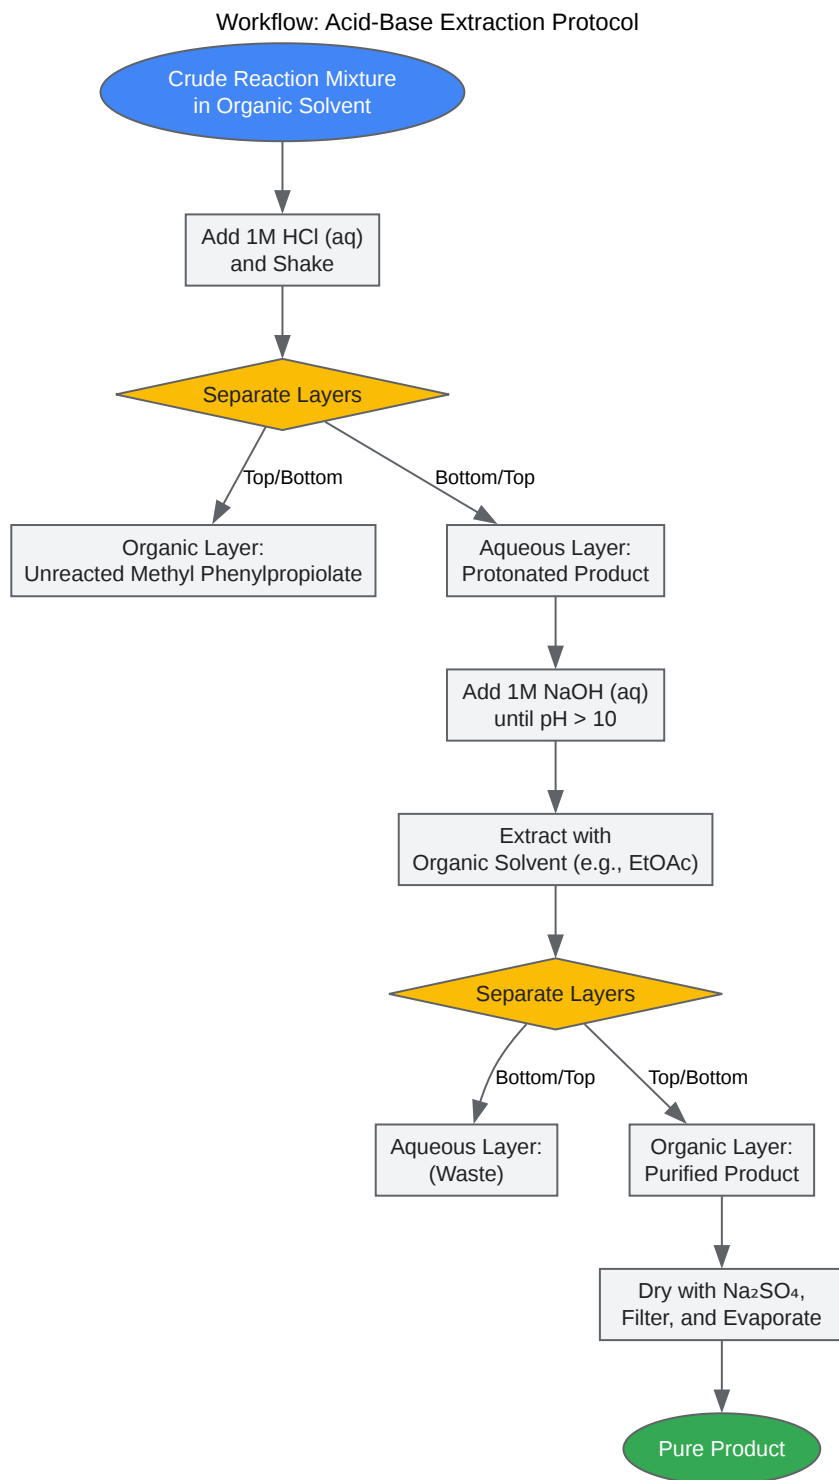 Workflow: Acid-Base Extraction Protocol
Crude Reaction Mixture
in Organic Solvent
Add 1M HCl (aq)
and Shake
Separate Layers
Top/Bottom
Bottom/Top
Organic Layer:
Unreacted Methyl Phenylpropiolate
Aqueous Layer:
Protonated Product
Add 1M NaOH (aq)
until pH > 10
Extract with
Organic Solvent (e.g., EtOAc)
Separate Layers
Bottom/Top
Top/Bottom
Aqueous Layer:
(Waste)
Organic Layer:
Purified Product
Dry with Na₂SO₄,
Filter, and Evaporate
Pure Product